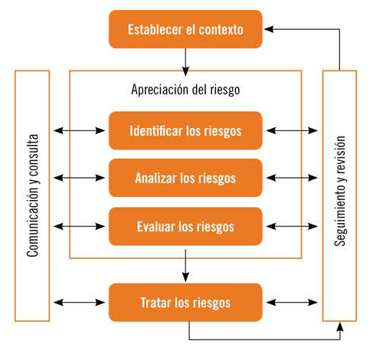 Establecer el contexto
Apreciación del riesgo
Identificar los riesgos
Analizar los riesgos
Evaluar los riesgos
Tratar los riesgos
Comunicación y consulta
Seguimiento y revisión